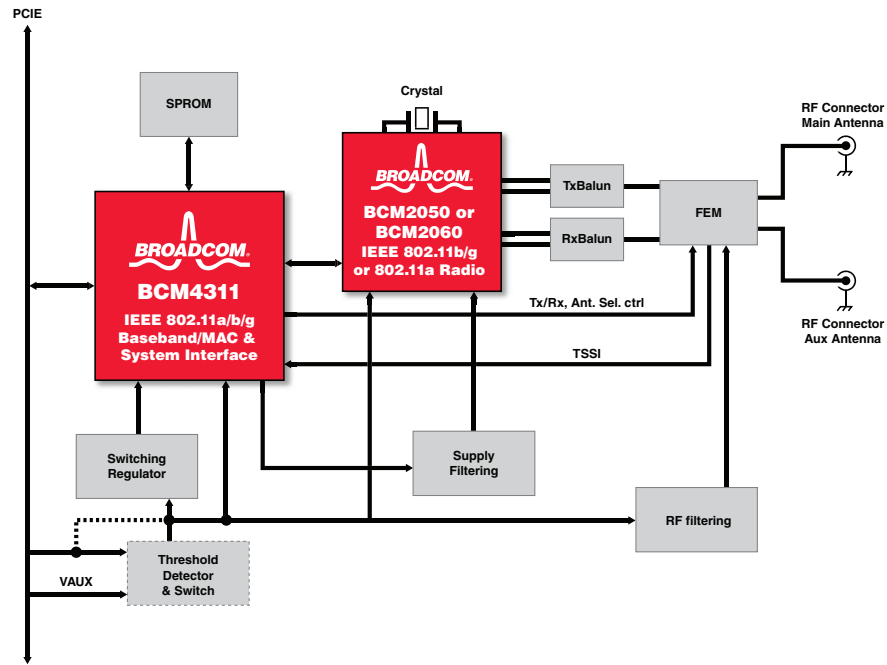 PCIE
SPROM
Crystal
RF Connector
Main Antenna
BROADCOM®
BCM2050 or
BCM2060
IEEE 802.11b/g
or 802.11a Radio
TxBalun
RxBalun
FEM
BROADCOM®
BCM4311
IEEE 802.11a/b/g
Baseband/MAC &
System Interface
Tx/Rx, Ant. Sel. ctrl
RF Connector
Aux Antenna
TSSI
Switching
Regulator
Supply
Filtering
RF filtering
Threshold
Detector
& Switch
VAUX